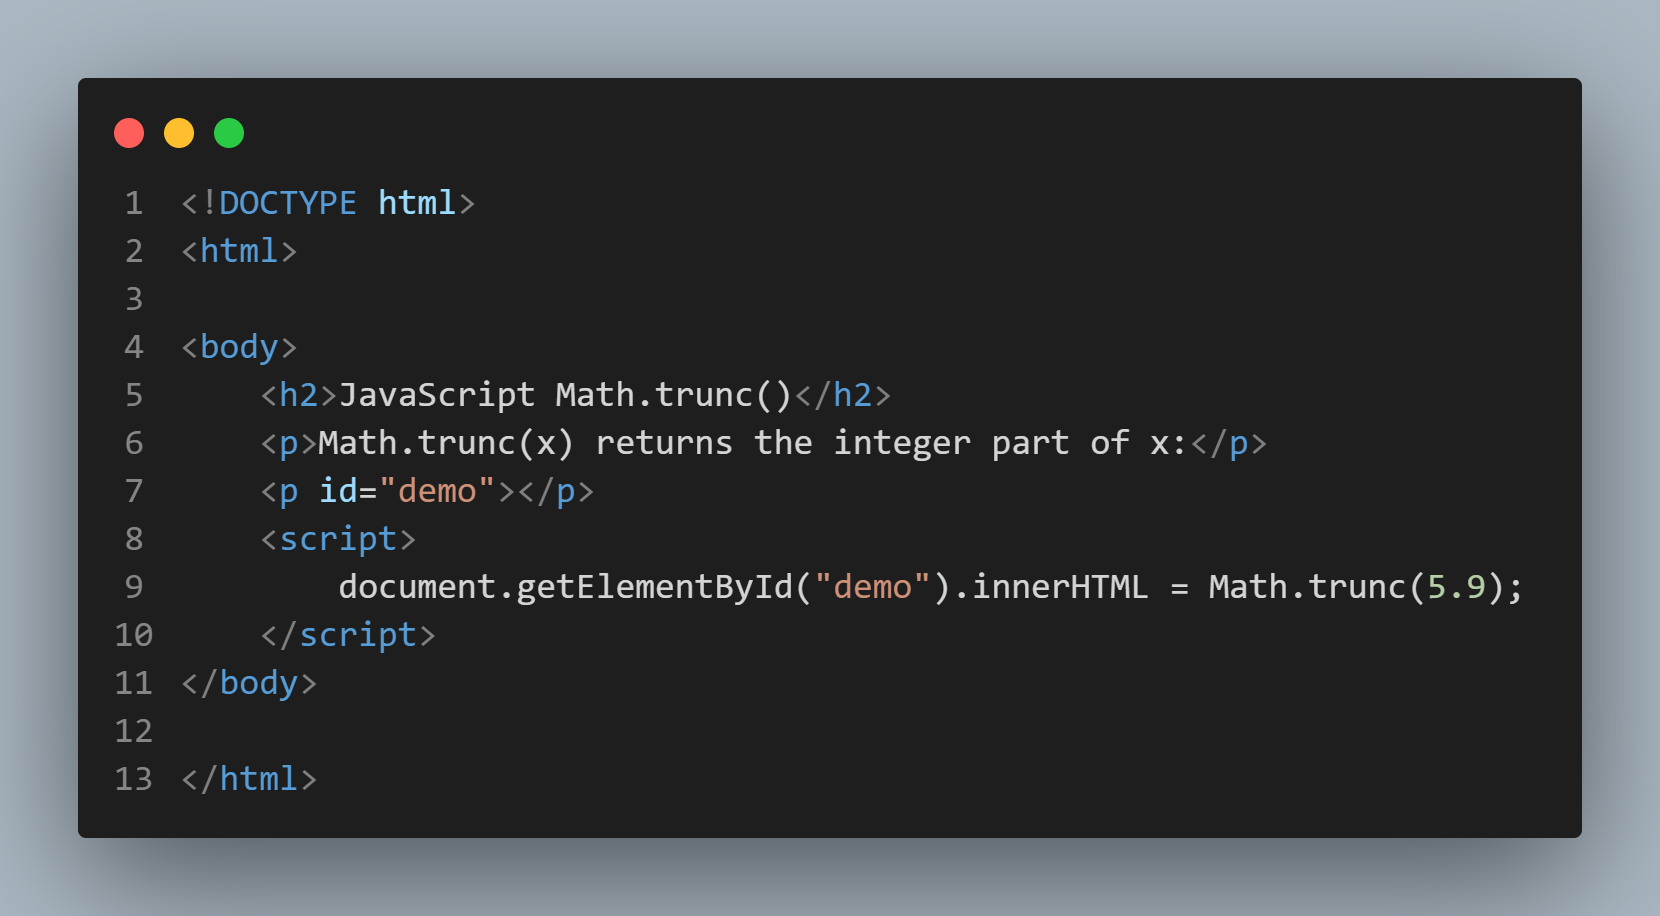 1 <!DOCTYPE html>
2 <html>
3
4 <body>
5     <h2>JavaScript Math.trunc()</h2>
6     <p>Math.trunc(x) returns the integer part of x:</p>
7     <p id="demo"></p>
8     <script>
9         document.getElementById("demo").innerHTML = Math.trunc(5.9);
10     </script>
11 </body>
12
13 </html>